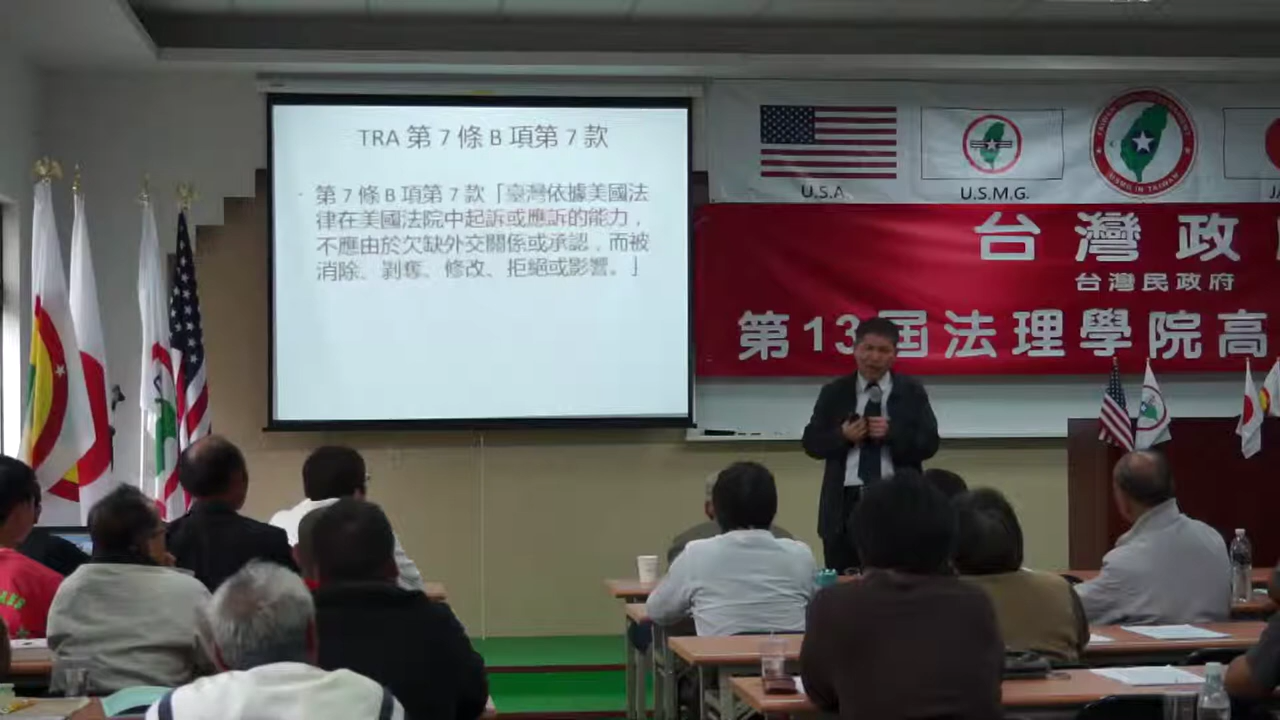 TRA 第 7 條 B 項第 7 款
· 第 7 條 B 項第 7 款「臺灣依據美國法
律在美國法院中起訴或應訴的能力，
不應由於欠缺外交關係或承認，而被
消除、剝奪、修改、拒絕或影響。」
U.S.A
U.S.M.G.
JA
台灣政
台灣民政府
第13屆法理學院高